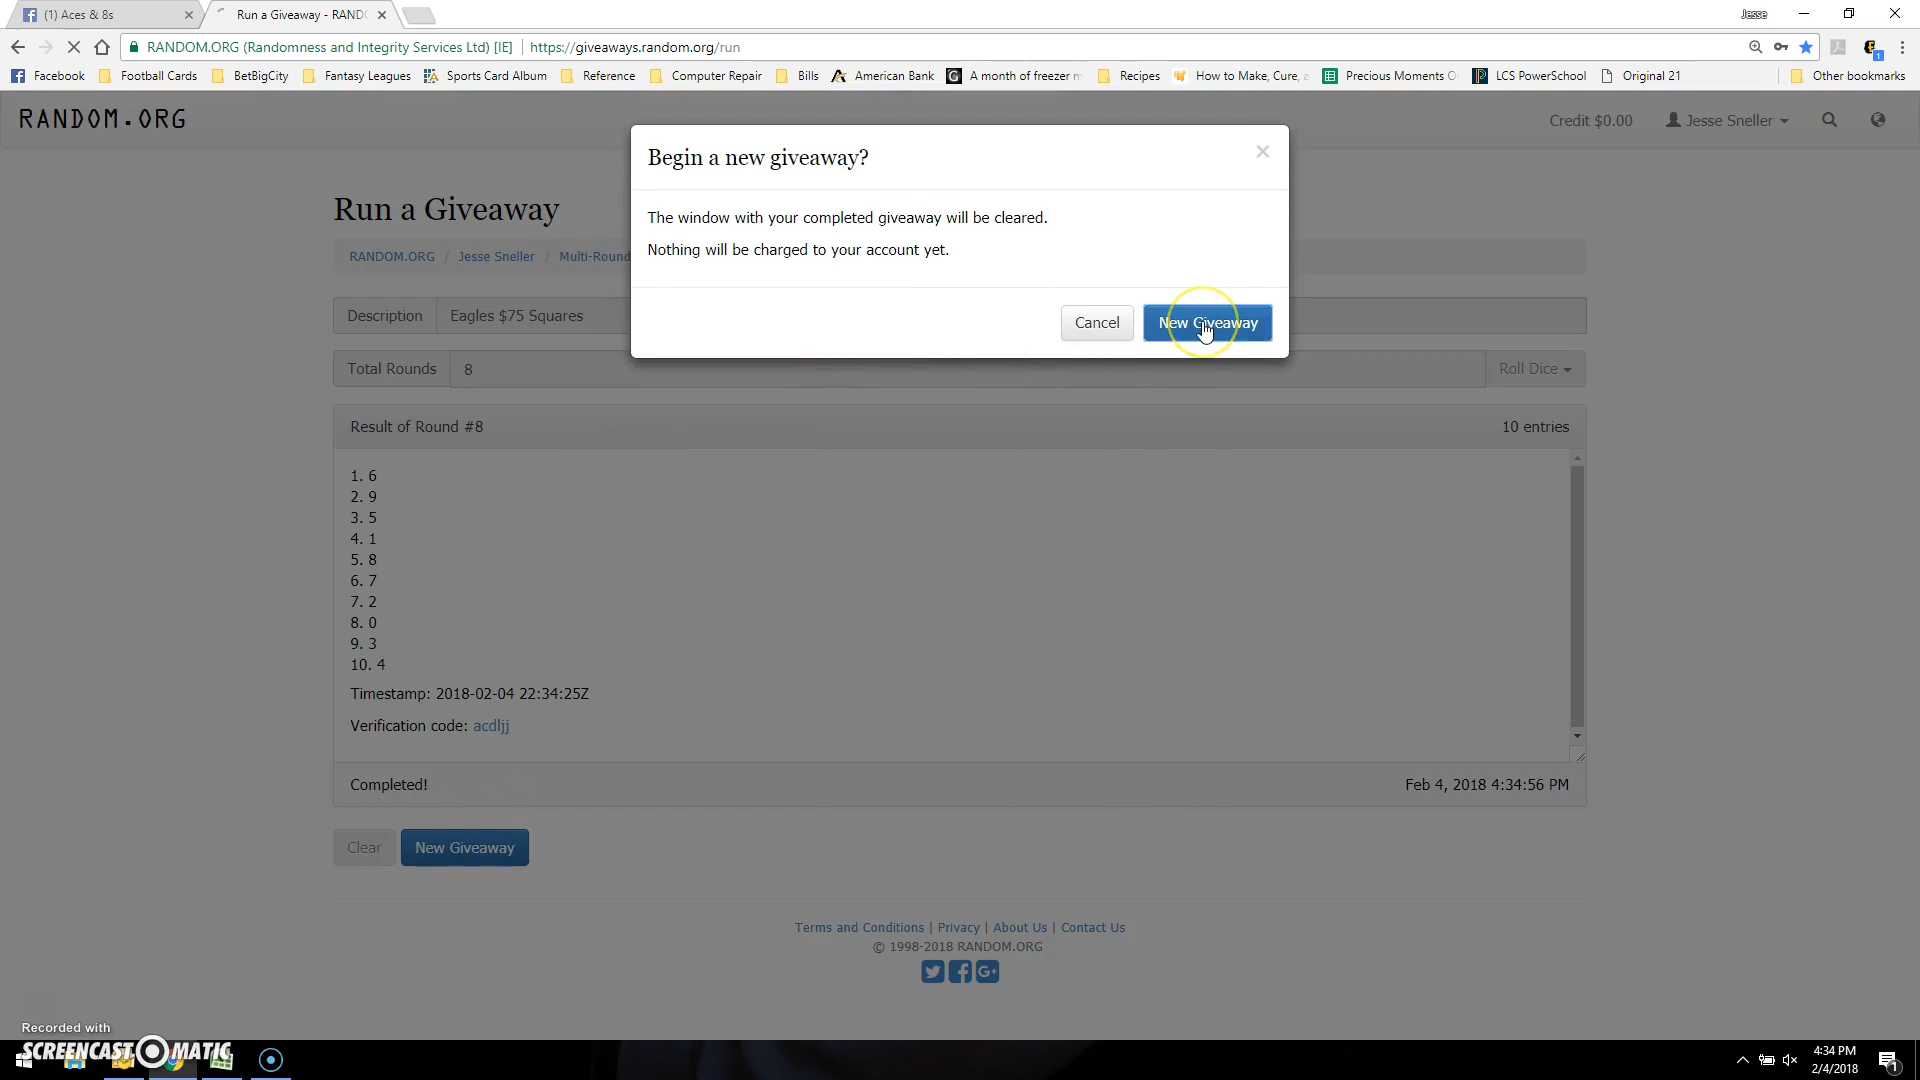 (1) Aces & 8s
Run a Giveaway - RAND
Jesse
RANDOM.ORG (Randomness and Integrity Services Ltd) [IE]
https://giveaways.random.org/run
Facebook
Football Cards
BetBigCity
Fantasy Leagues
Sports Card Album
Reference
Computer Repair
Bills
American Bank
A month of freezer m
Recipes
How to Make, Cure, a
Precious Moments O
LCS PowerSchool
Original 21
Other bookmarks
RANDOM.ORG
Credit $0.00
Jesse Sneller
Begin a new giveaway?
The window with your completed giveaway will be cleared.
Nothing will be charged to your account yet.
Cancel
New Giveaway
Run a Giveaway
RANDOM.ORG / Jesse Sneller / Multi-Round
Description
Eagles $75 Squares
Total Rounds
8
Roll Dice
Result of Round #8
10 entries
1. 6
2. 9
3. 5
4. 1
5. 8
6. 7
7. 2
8. 0
9. 3
10. 4
Timestamp: 2018-02-04 22:34:25Z
Verification code: acdljj
Completed!
Feb 4, 2018 4:34:56 PM
Clear
New Giveaway
Terms and Conditions | Privacy | About Us | Contact Us
© 1998-2018 RANDOM.ORG
Recorded with
SCREENCAST-O-MATIC
4:34 PM
2/4/2018
1